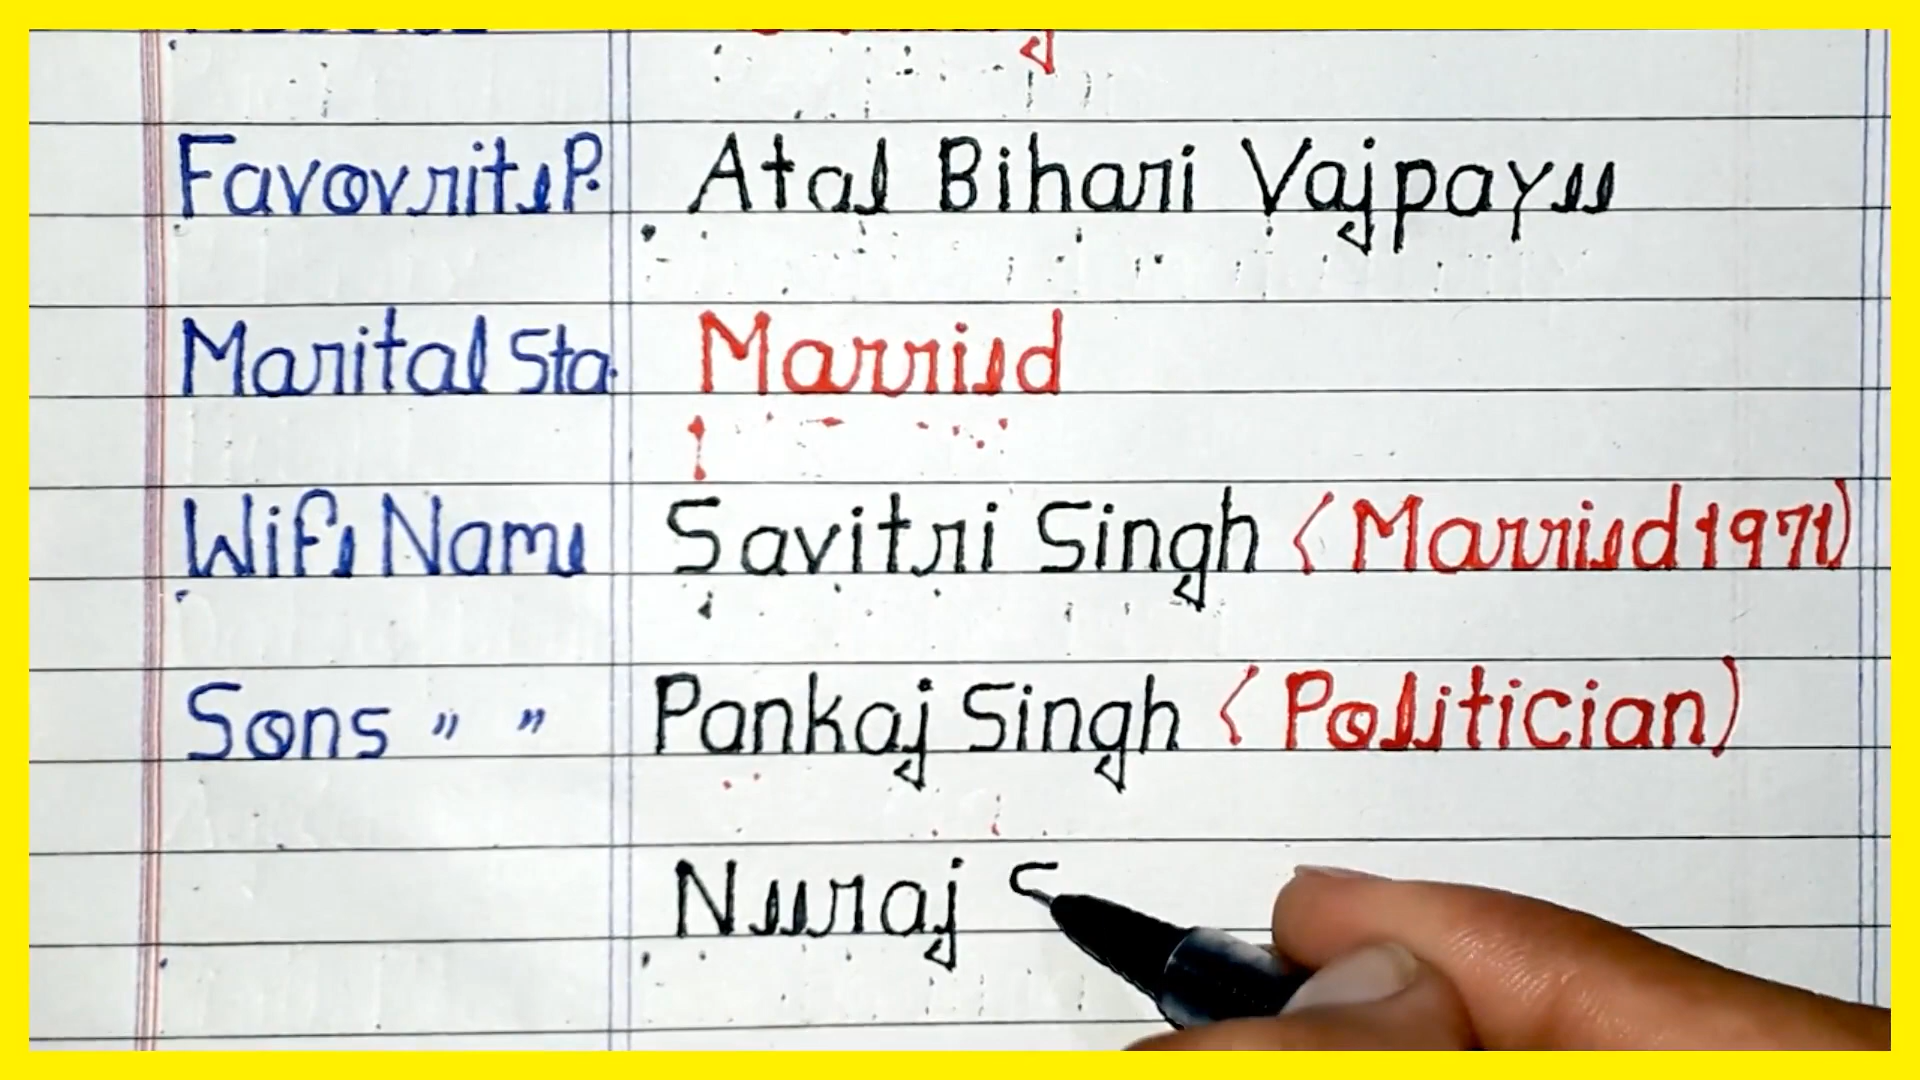 Favourite P. Atal Bihari Vajpayee
Marital Sta. Married
Wife Name Savitri Singh (Married 1971)
Sons " " Pankaj Singh (Politician)
Neeraj S